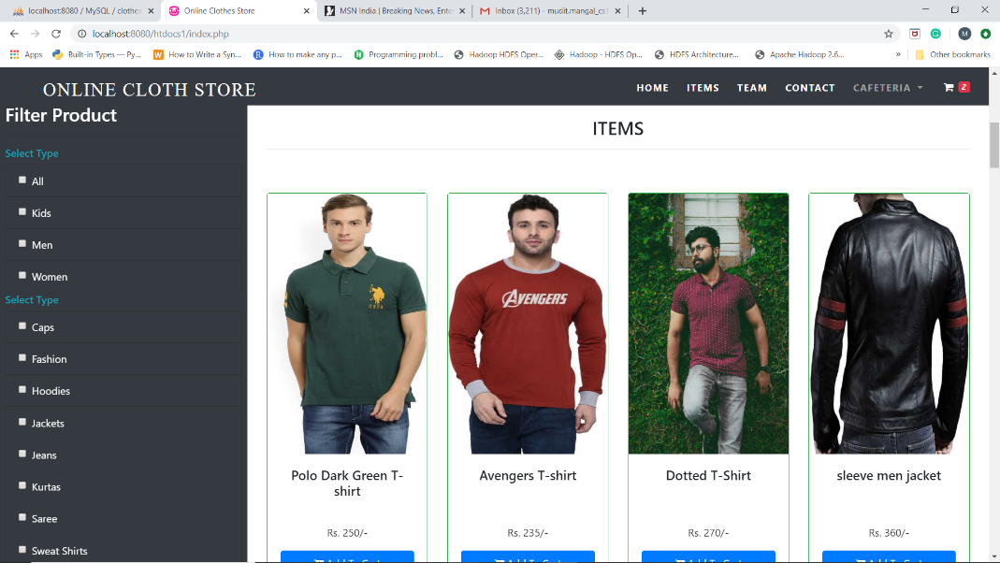 localhost:8080 / MySQL / clothes
Online Clothes Store
MSN India | Breaking News, Enter
Inbox (3,211) - mudit.mangal_cs1
localhost:8080/htdocs1/index.php
M
Apps
Built-in Types — Py...
How to Write a Syn...
How to make any p...
Programming probl...
Hadoop HDFS Oper...
Hadoop - HDFS Op...
HDFS Architecture...
Apache Hadoop 2.6...
»
Other bookmarks
ONLINE CLOTH STORE
HOME
ITEMS
TEAM
CONTACT
CAFETERIA
2
Filter Product
Select Type
All
Kids
Men
Women
Select Type
Caps
Fashion
Hoodies
Jackets
Jeans
Kurtas
Saree
Sweat Shirts
ITEMS
AVENGERS
Polo Dark Green T-
shirt
Rs. 250/-
Avengers T-shirt
Rs. 235/-
Dotted T-Shirt
Rs. 270/-
sleeve men jacket
Rs. 360/-